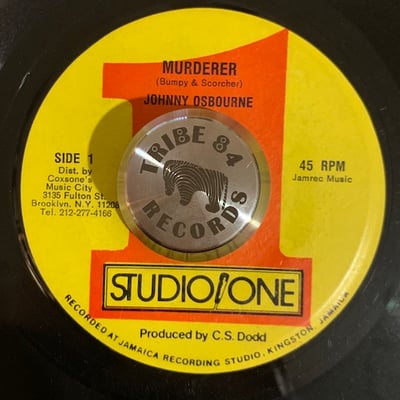 MURDERER
(Bumpy & Scorcher)
JOHNNY OSBOURNE
TRIBE 84
RECORDS
SIDE 1
Dist. by
Coxsone's
Music City
3135 Fulton St.
Brooklyn. N.Y. 11208
Tel. 212-277-4166
45 RPM
Jamrec Music
STUDIO ONE
Produced by C.S. Dodd
RECORDED AT JAMAICA RECORDING STUDIO, KINGSTON, JAMAICA